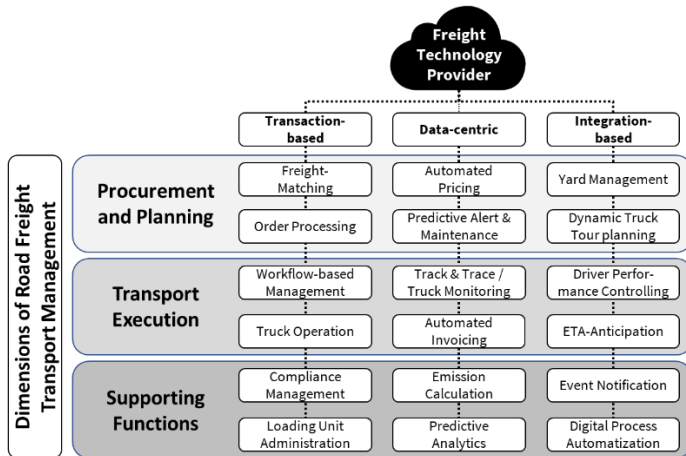 Freight
Technology
Provider
Transaction-
based
Data-centric
Integration-
based
Dimensions of Road Freight
Transport Management
Procurement
and Planning
Freight-
Matching
Automated
Pricing
Yard Management
Order Processing
Predictive Alert &
Maintenance
Dynamic Truck
Tour planning
Transport
Execution
Workflow-based
Management
Track & Trace /
Truck Monitoring
Driver Perfor-
mance Controlling
Truck Operation
Automated
Invoicing
ETA-Anticipation
Supporting
Functions
Compliance
Management
Emission
Calculation
Event Notification
Loading Unit
Administration
Predictive
Analytics
Digital Process
Automatization